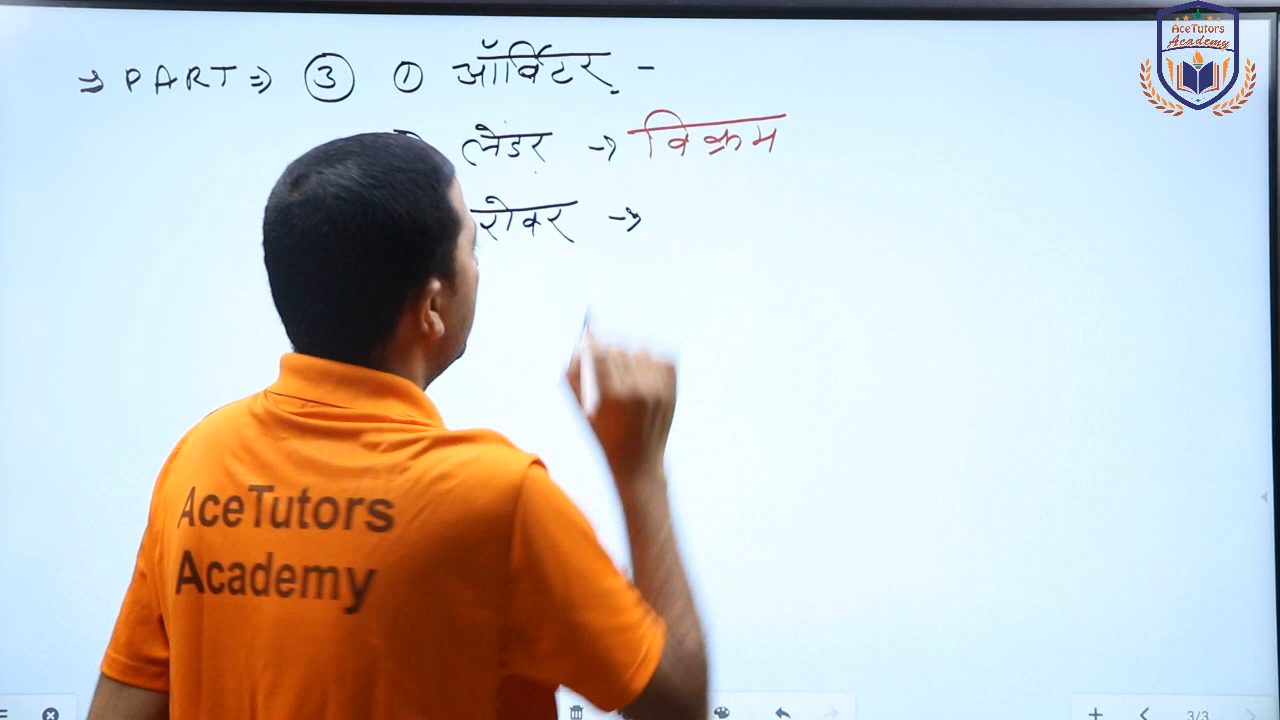 → PART ⇒ ③ ① ऑर्बिटर -
लेंडर → विक्रम
रोवर →
AceTutors
Academy
AceTutors
Academy
3/3